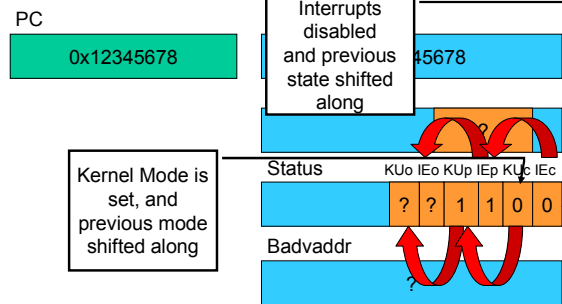 PC
0x12345678
Interrupts
disabled
and previous
state shifted
along
45678
?
Kernel Mode is
set, and
previous mode
shifted along
Status
KUo IEo KUp IEp KUc IEc
? ? 1 1 0 0
Badvaddr
?